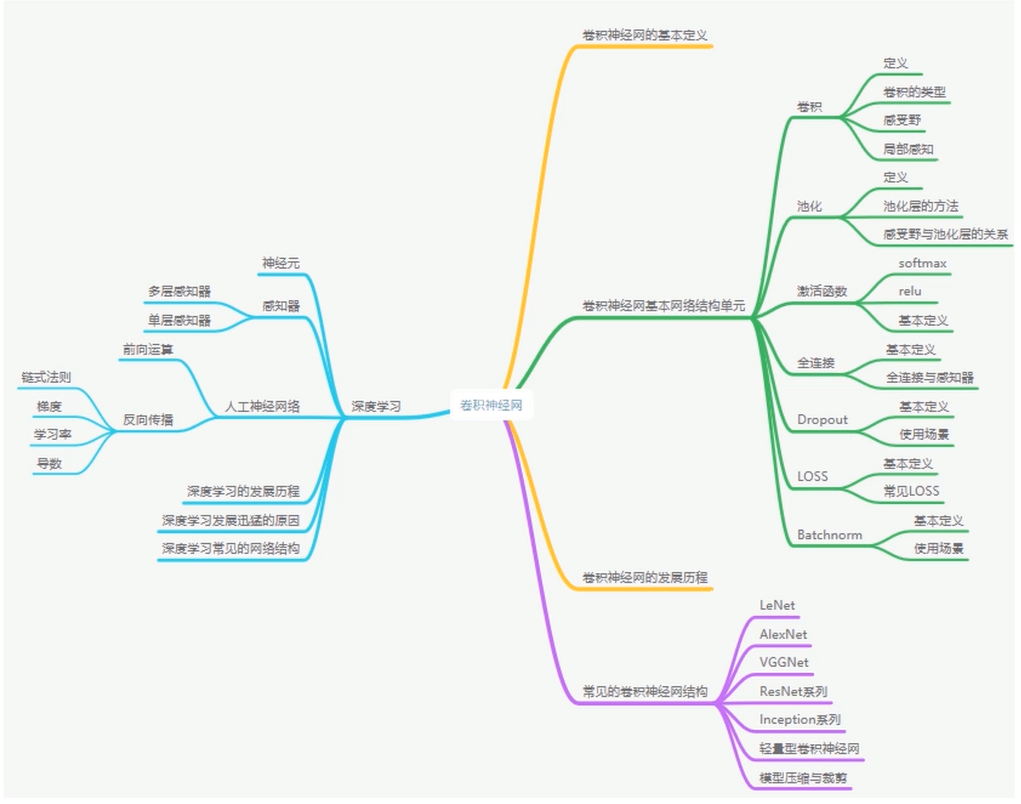 卷积神经网
卷积神经网的基本定义
卷积神经网基本网络结构单元
卷积
定义
卷积的类型
感受野
局部感知
池化
定义
池化层的方法
感受野与池化层的关系
激活函数
softmax
relu
基本定义
全连接
基本定义
全连接与感知器
Dropout
基本定义
使用场景
LOSS
基本定义
常见LOSS
Batchnorm
基本定义
使用场景
卷积神经网的发展历程
常见的卷积神经网结构
LeNet
AlexNet
VGGNet
ResNet系列
Inception系列
轻量型卷积神经网
模型压缩与裁剪
深度学习
神经元
感知器
多层感知器
单层感知器
人工神经网络
前向运算
反向传播
链式法则
梯度
学习率
导数
深度学习的发展历程
深度学习发展迅猛的原因
深度学习常见的网络结构